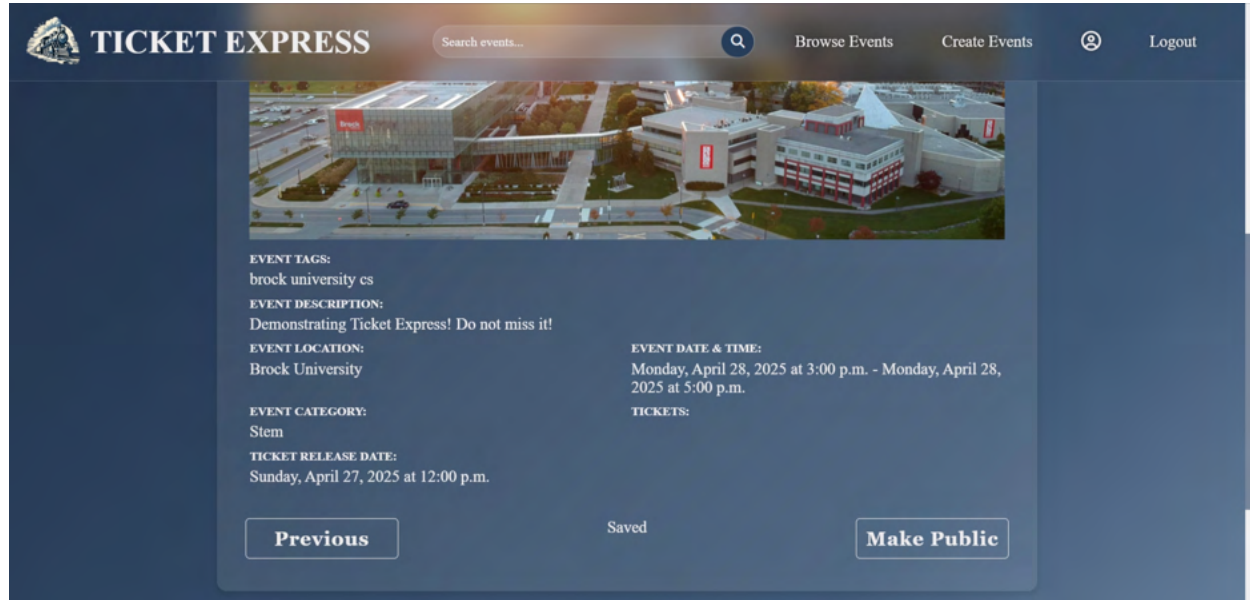 TICKET EXPRESS
Search events...
Browse Events
Create Events
Logout
Brock
EVENT TAGS:
brock university cs
EVENT DESCRIPTION:
Demonstrating Ticket Express! Do not miss it!
EVENT LOCATION:
Brock University
EVENT DATE & TIME:
Monday, April 28, 2025 at 3:00 p.m. - Monday, April 28,
2025 at 5:00 p.m.
EVENT CATEGORY:
Stem
TICKETS:
TICKET RELEASE DATE:
Sunday, April 27, 2025 at 12:00 p.m.
Previous
Saved
Make Public